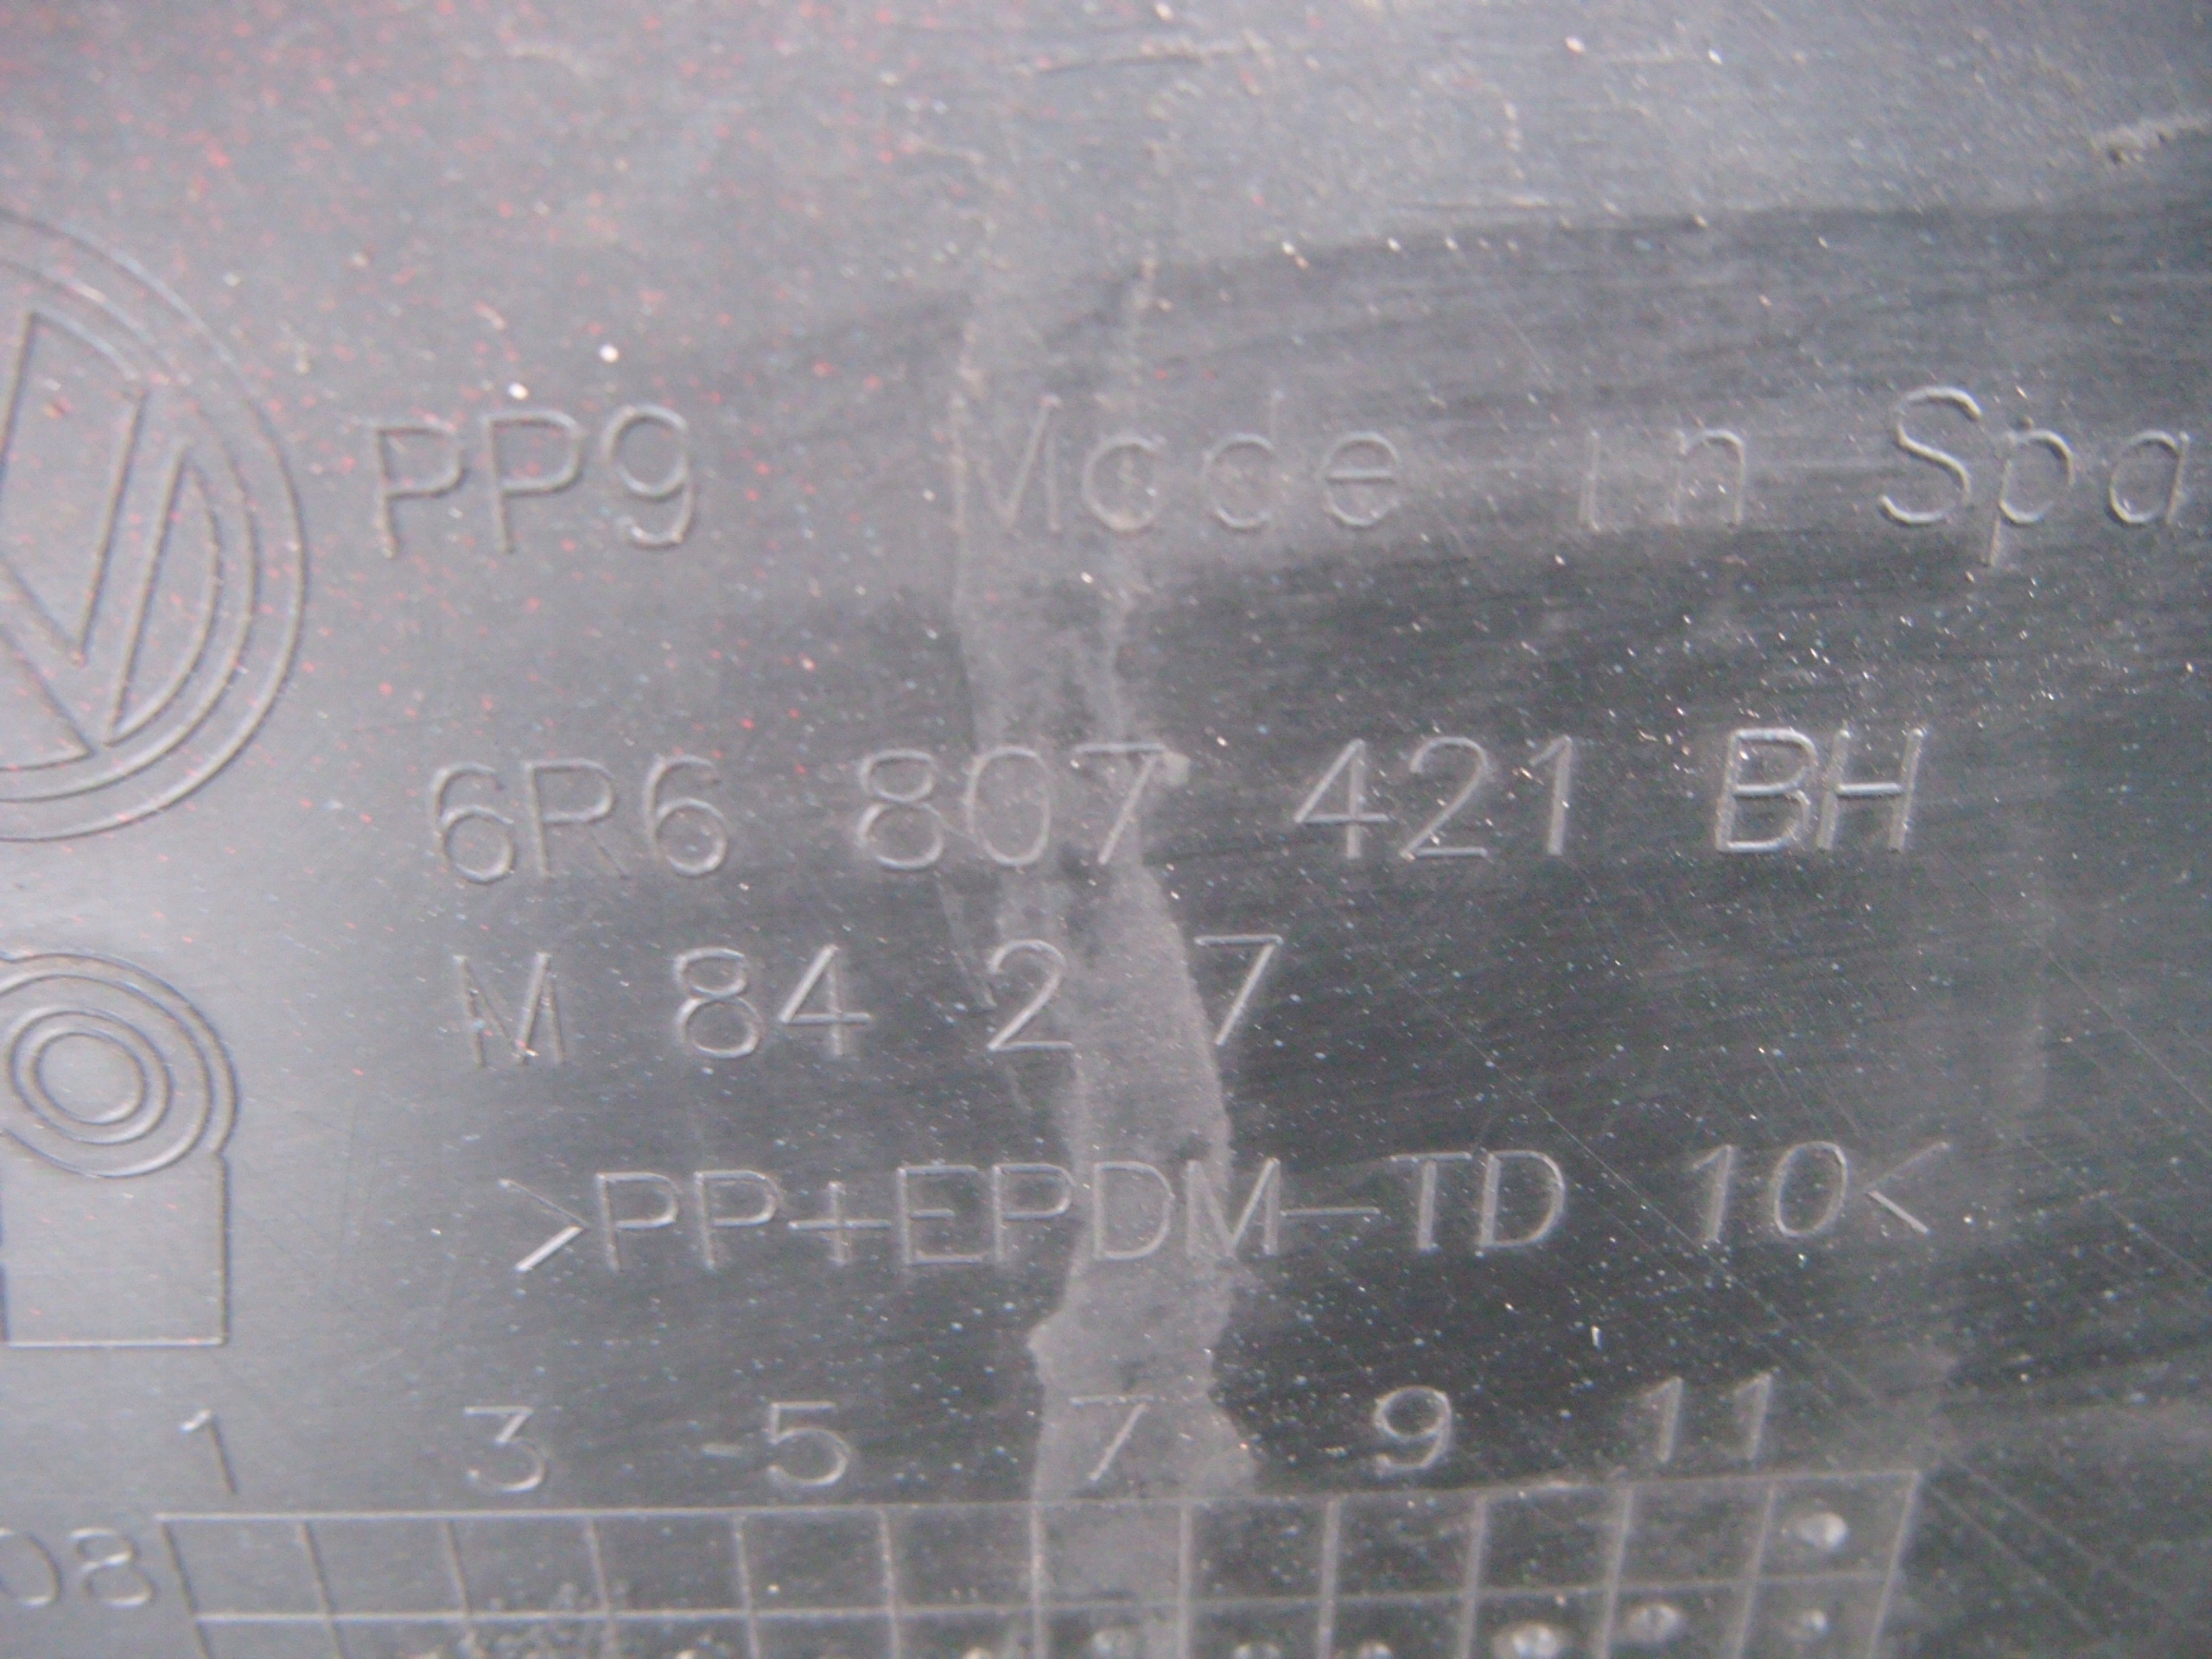 PP9 Made in Spa
6R6 807 421 BH
M 84 2 7
>PP+EPDM-TD 10<
1 3 5 7 9 11
08